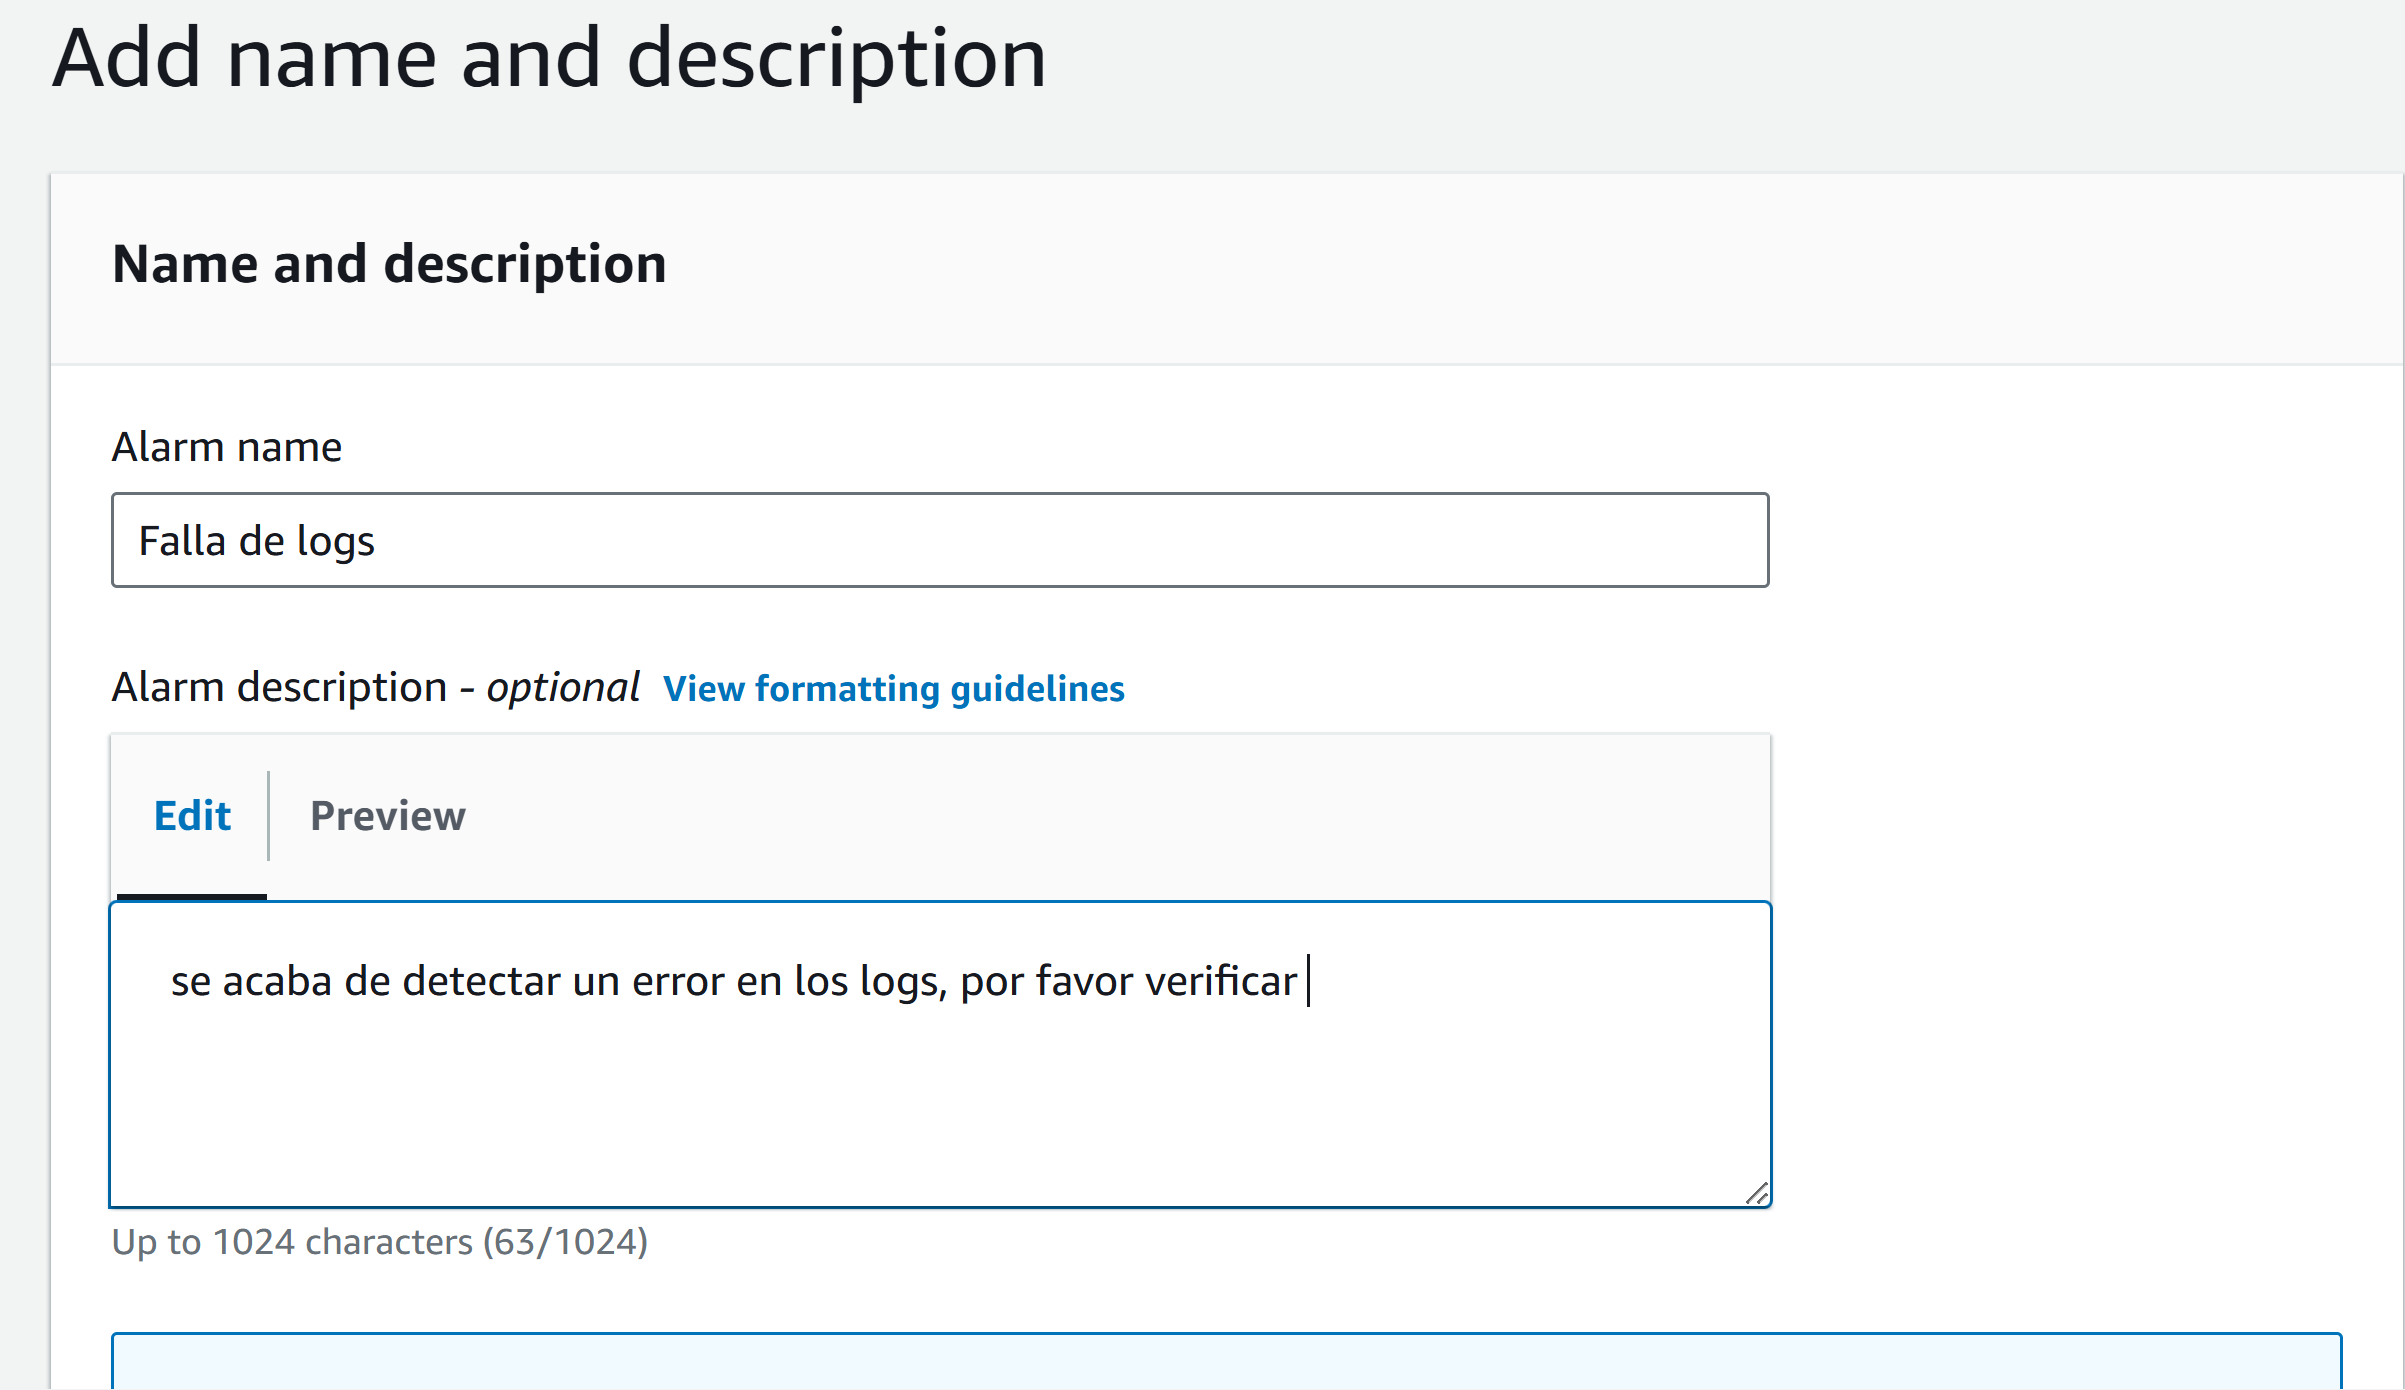 Add name and description
Name and description
Alarm name
Falla de logs
Alarm description - optional View formatting guidelines
Edit Preview
se acaba de detectar un error en los logs, por favor verificar
Up to 1024 characters (63/1024)